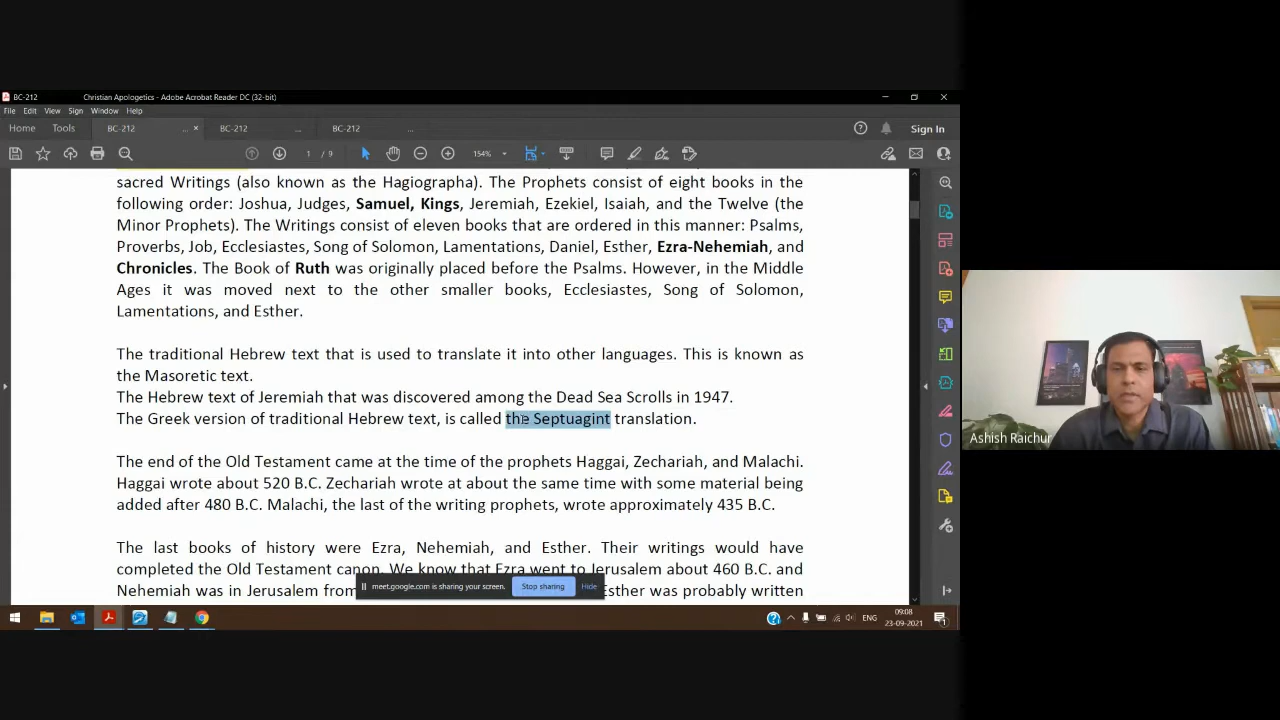 BC-212 Christian Apologetics - Adobe Acrobat Reader DC (32-bit)
File Edit View Sign Window Help
Home Tools BC-212 ... × BC-212 ... BC-212 ... Sign In
1 / 9 154%
sacred Writings (also known as the Hagiographa). The Prophets consist of eight books in the
following order: Joshua, Judges, Samuel, Kings, Jeremiah, Ezekiel, Isaiah, and the Twelve (the
Minor Prophets). The Writings consist of eleven books that are ordered in this manner: Psalms,
Proverbs, Job, Ecclesiastes, Song of Solomon, Lamentations, Daniel, Esther, Ezra-Nehemiah, and
Chronicles. The Book of Ruth was originally placed before the Psalms. However, in the Middle
Ages it was moved next to the other smaller books, Ecclesiastes, Song of Solomon,
Lamentations, and Esther.
The traditional Hebrew text that is used to translate it into other languages. This is known as
the Masoretic text.
The Hebrew text of Jeremiah that was discovered among the Dead Sea Scrolls in 1947.
The Greek version of traditional Hebrew text, is called the Septuagint translation.
The end of the Old Testament came at the time of the prophets Haggai, Zechariah, and Malachi.
Haggai wrote about 520 B.C. Zechariah wrote at about the same time with some material being
added after 480 B.C. Malachi, the last of the writing prophets, wrote approximately 435 B.C.
The last books of history were Ezra, Nehemiah, and Esther. Their writings would have
completed the Old Testament canon. We know that Ezra went to Jerusalem about 460 B.C. and
Nehemiah was in Jerusalem from Esther was probably written
meet.google.com is sharing your screen. Stop sharing Hide
ENG
09:08
23-09-2021
Ashish Raichur